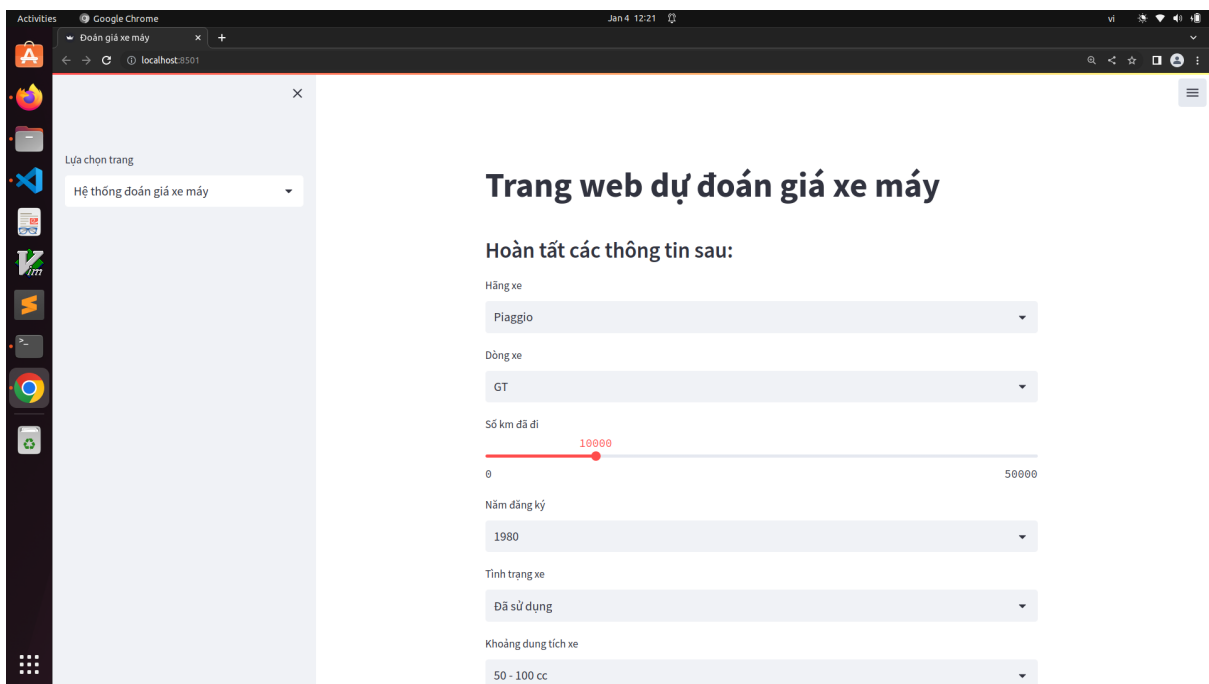 Activities
Google Chrome
Jan 4 12:21
vi
Đoán giá xe máy
localhost:8501
Lựa chọn trang
Hệ thống đoán giá xe máy
Trang web dự đoán giá xe máy
Hoàn tất các thông tin sau:
Hãng xe
Piaggio
Dòng xe
GT
Số km đã đi
10000
0
50000
Năm đăng ký
1980
Tình trạng xe
Đã sử dụng
Khoảng dung tích xe
50 - 100 cc